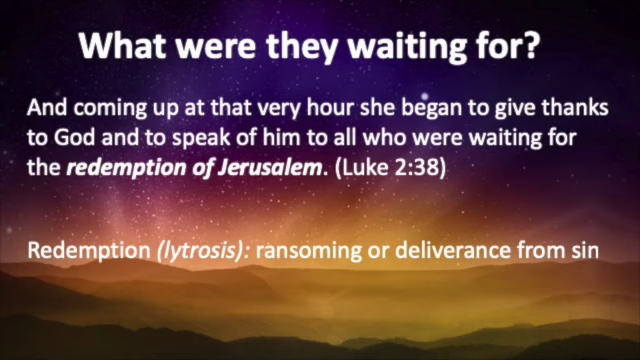 What were they waiting for?
And coming up at that very hour she began to give thanks
to God and to speak of him to all who were waiting for
the redemption of Jerusalem. (Luke 2:38)
Redemption (lytrosis): ransoming or deliverance from sin